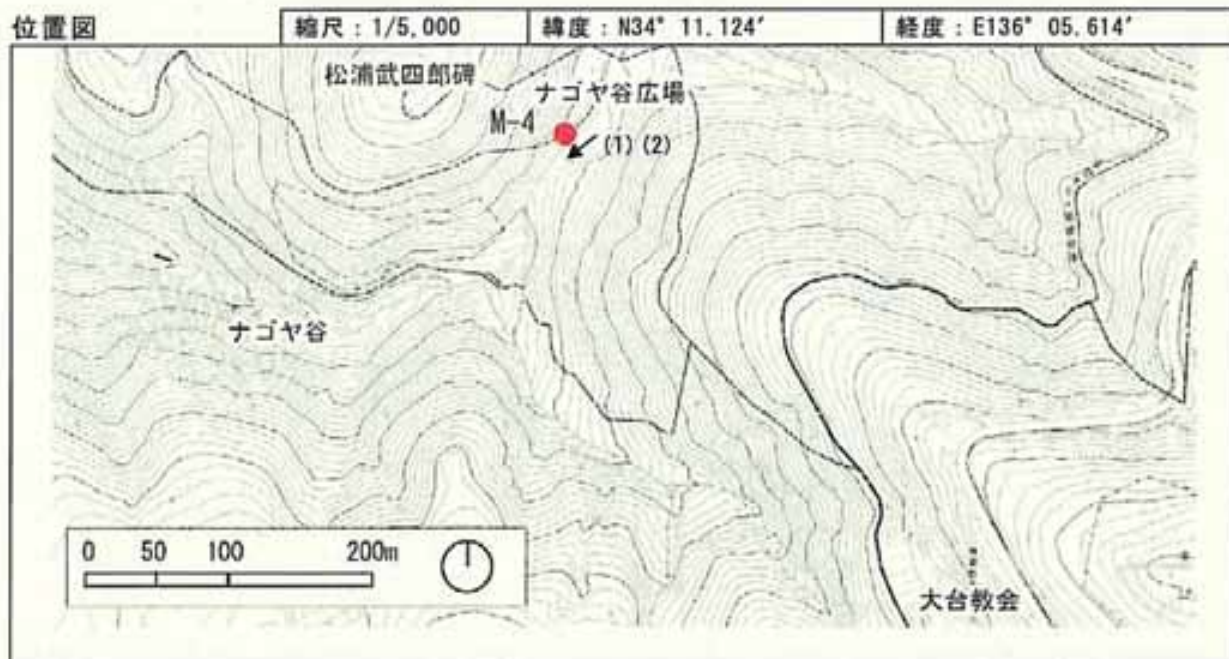 位置図 縮尺：1/5,000 緯度：N34° 11.124′ 経度：E136° 05.614′
松浦武四郎碑
ナゴヤ谷広場
M-4
(1)(2)
ナゴヤ谷
0 50 100 200m
大台教会